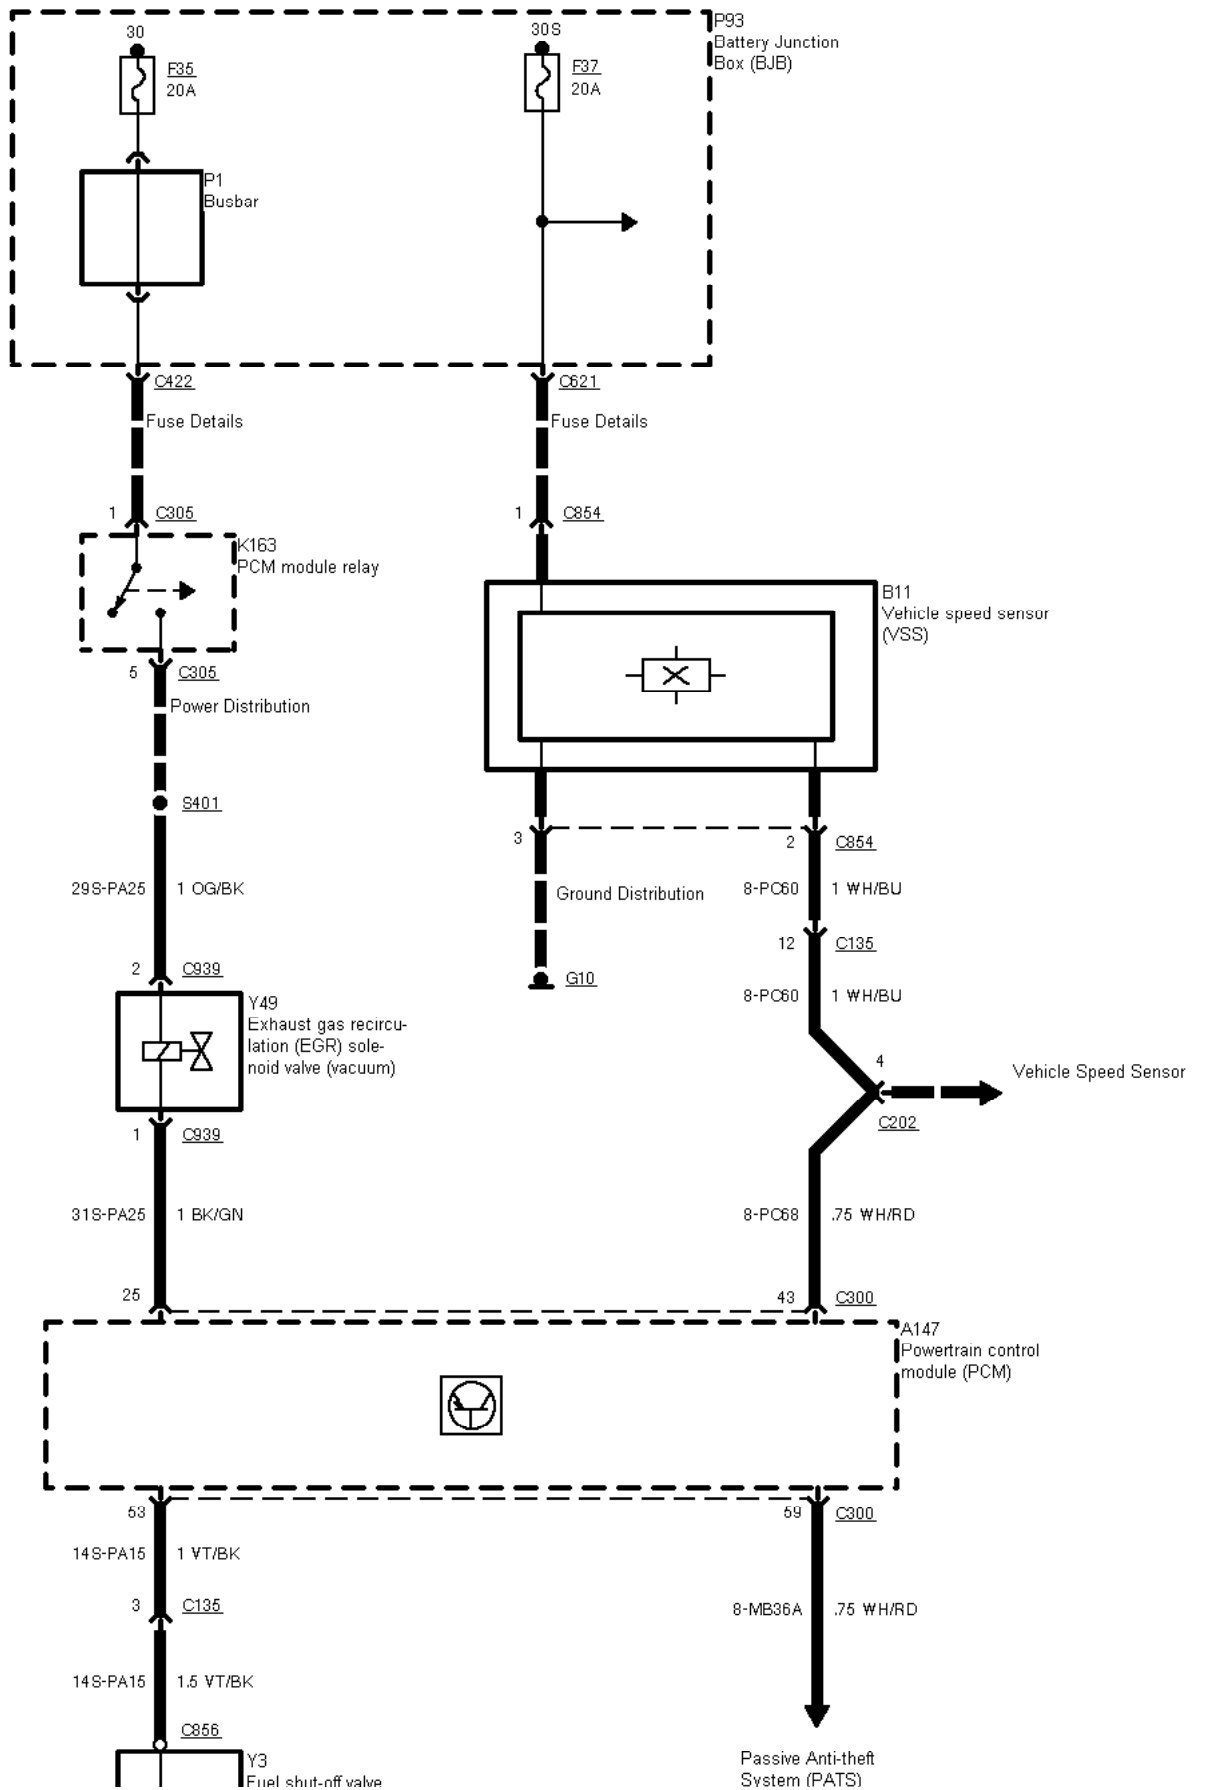 30
30S
P93
Battery Junction
Box (BJB)
F35
20A
F37
20A
P1
Busbar
C422
C621
Fuse Details
Fuse Details
1
C305
1
C854
K163
PCM module relay
B11
Vehicle speed sensor
(VSS)
5
C305
Power Distribution
S401
3
2
C854
29S-PA25
1 OG/BK
Ground Distribution
8-PC60
1 WH/BU
12
C135
2
C939
G10
8-PC60
1 WH/BU
Y49
Exhaust gas recircu-
lation (EGR) sole-
noid valve (vacuum)
4
Vehicle Speed Sensor
C202
1
C939
31S-PA25
1 BK/GN
8-PC68
.75 WH/RD
25
43
C300
A147
Powertrain control
module (PCM)
53
59
C300
14S-PA15
1 VT/BK
3
C135
8-MB36A
.75 WH/RD
14S-PA15
1.5 VT/BK
C856
Y3
Fuel shut-off valve
Passive Anti-theft
System (PATS)